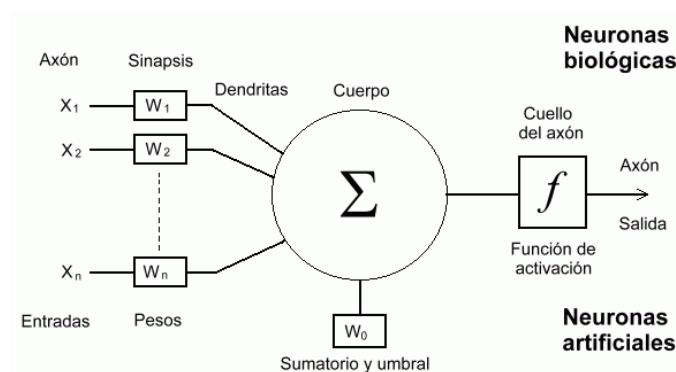 Neuronas
biológicas
Axón
Sinapsis
Dendritas
Cuerpo
Cuello
del axón
X₁
W₁
X₂
W₂
Σ
f
Axón
Salida
Xₙ
Wₙ
Función de
activación
Entradas
Pesos
W₀
Sumatorio y umbral
Neuronas
artificiales